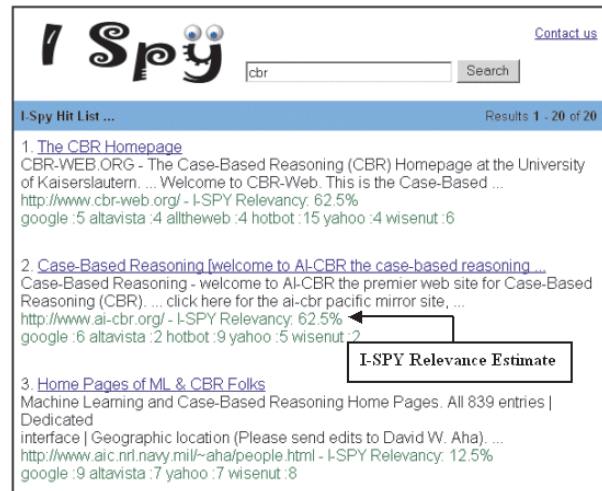 I Spy
Contact us
cbr
Search
I-Spy Hit List ...
Results 1 - 20 of 20
1. The CBR Homepage
CBR-WEB.ORG - The Case-Based Reasoning (CBR) Homepage at the University
of Kaiserslautern. ... Welcome to CBR-Web. This is the Case-Based ...
http://www.cbr-web.org/ - I-SPY Relevancy: 62.5%
google :5 altavista :4 alltheweb :4 hotbot :15 yahoo :4 wisenut :6
2. Case-Based Reasoning [welcome to AI-CBR the case-based reasoning ...
Case-Based Reasoning - welcome to AI-CBR the premier web site for Case-Based
Reasoning (CBR). ... click here for the ai-cbr pacific mirror site, ...
http://www.ai-cbr.org/ - I-SPY Relevancy: 62.5%
google :6 altavista :2 hotbot :9 yahoo :5 wisenut :2
I-SPY Relevance Estimate
3. Home Pages of ML & CBR Folks
Machine Learning and Case-Based Reasoning Home Pages. All 839 entries |
Dedicated
interface | Geographic location (Please send edits to David W. Aha). ...
http://www.aic.nrl.navy.mil/~aha/people.html - I-SPY Relevancy: 12.5%
google :9 altavista :7 yahoo :7 wisenut :8